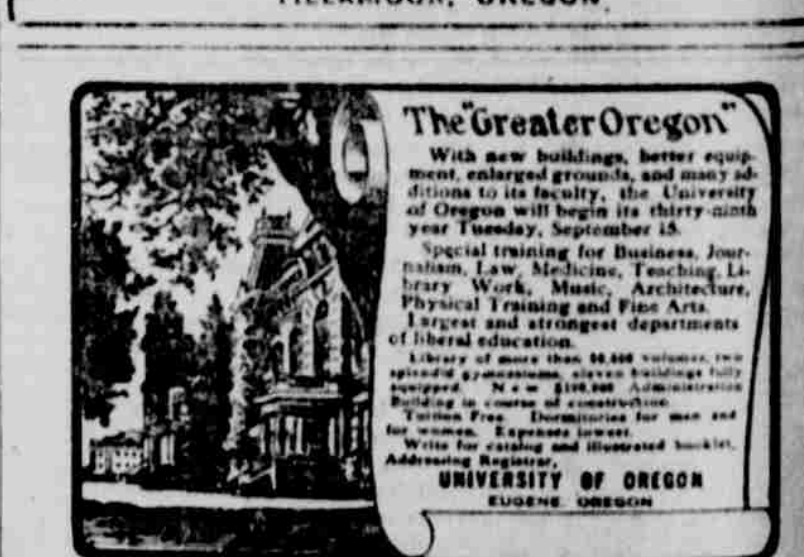 TILLAMOOK, OREGON.
The "Greater Oregon"
With new buildings, better equip-
ment, enlarged grounds, and many ad-
ditions to its faculty, the University
of Oregon will begin its thirty-ninth
year Tuesday, September 15.
Special training for Business, Jour-
nalism, Law, Medicine, Teaching, Li-
brary Work, Music, Architecture,
Physical Training and Fine Arts.
Largest and strongest departments
of liberal education.
Library of more than volumes, two
splendid gymnasiums, eleven buildings fully
equipped. New $100,000 Administration
Building in course of construction.
Tuition Free. Dormitories for men and
for women. Expenses lowest.
Write for catalog and illustrated booklet.
Addressing Registrar,
UNIVERSITY OF OREGON
EUGENE OREGON